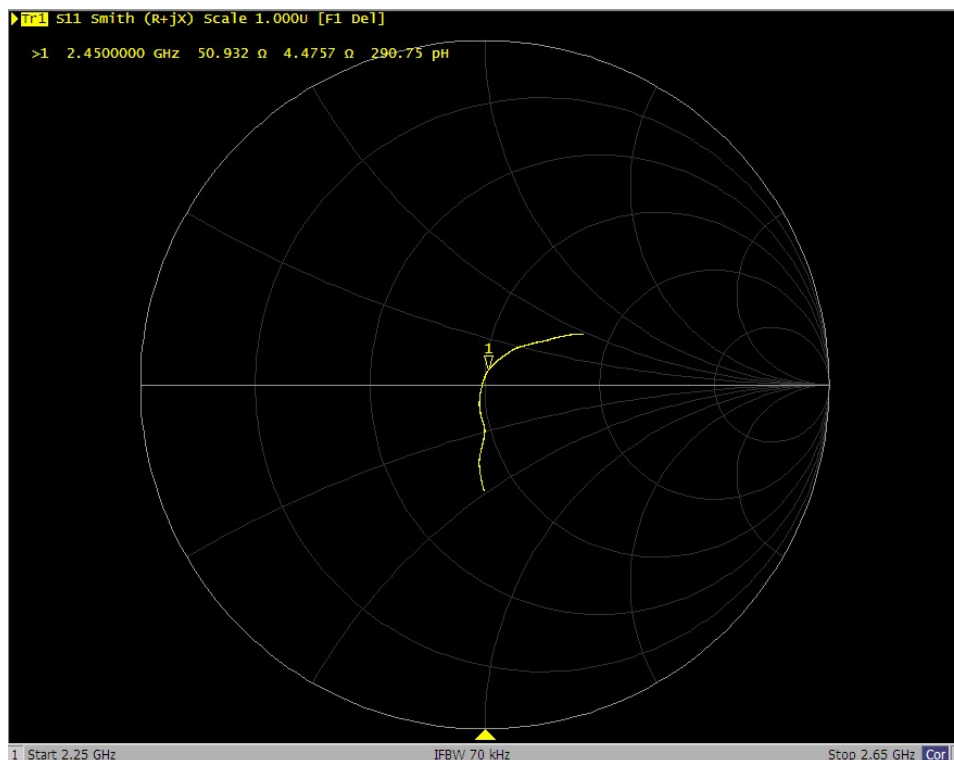 Tr1 S11 Smith (R+jX) Scale 1.000U [F1 Del]
>1 2.4500000 GHz 50.932 Ω 4.4757 Ω 290.75 pH
1
1 Start 2.25 GHz IFBW 70 kHz Stop 2.65 GHz Cor